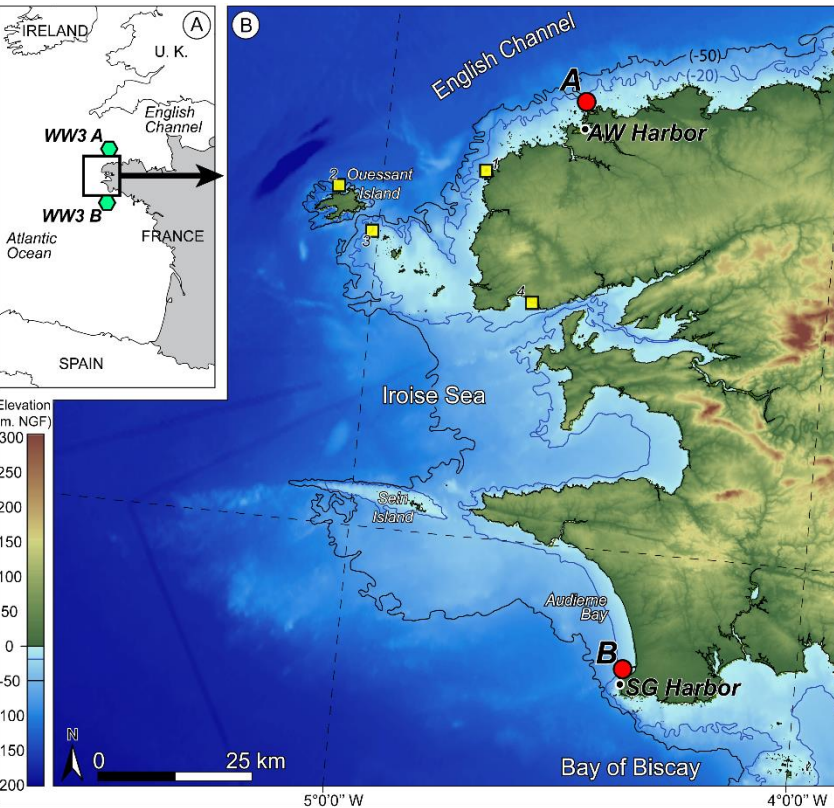 IRELAND
A
U. K.
English
Channel
WW3 A
WW3 B
Atlantic
Ocean
FRANCE
SPAIN
B
English Channel
(-50)
(-20)
A
AW Harbor
1
2
Ouessant
Island
3
4
Iroise Sea
Sein
Island
Audierne
Bay
B
SG Harbor
Bay of Biscay
Elevation
(m. NGF)
300
250
200
150
100
50
0
-50
100
150
200
N
0
25 km
5°0'0" W
4°0'0" W